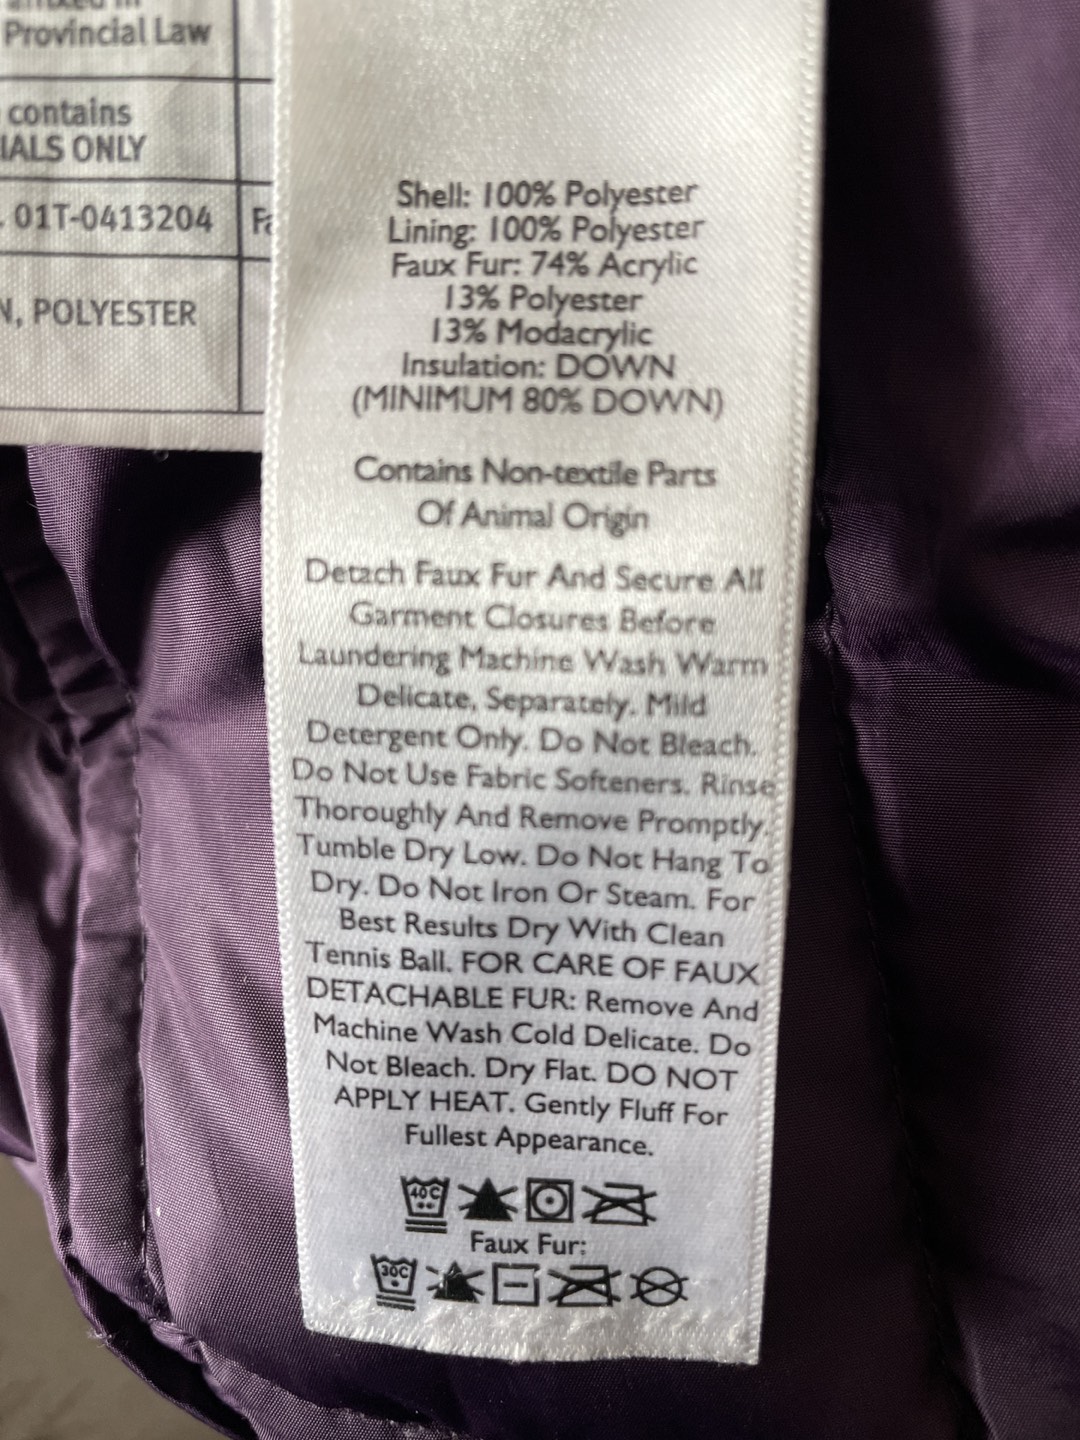 Provincial Law
contains
IALS ONLY
. 01T-0413204
N, POLYESTER
Shell: 100% Polyester
Lining: 100% Polyester
Faux Fur: 74% Acrylic
13% Polyester
13% Modacrylic
Insulation: DOWN
(MINIMUM 80% DOWN)
Contains Non-textile Parts
Of Animal Origin
Detach Faux Fur And Secure All
Garment Closures Before
Laundering Machine Wash Warm
Delicate, Separately. Mild
Detergent Only. Do Not Bleach.
Do Not Use Fabric Softeners. Rinse
Thoroughly And Remove Promptly.
Tumble Dry Low. Do Not Hang To
Dry. Do Not Iron Or Steam. For
Best Results Dry With Clean
Tennis Ball. FOR CARE OF FAUX
DETACHABLE FUR: Remove And
Machine Wash Cold Delicate. Do
Not Bleach. Dry Flat. DO NOT
APPLY HEAT. Gently Fluff For
Fullest Appearance.
40C
Faux Fur:
30C